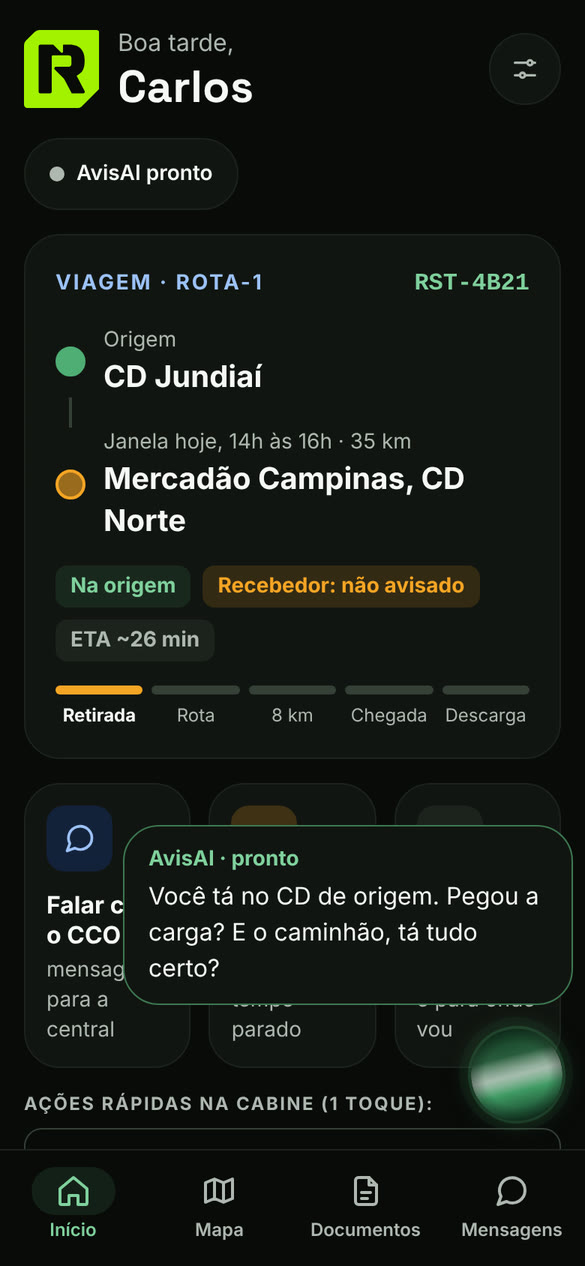 Boa tarde,
Carlos
AvisAI pronto
VIAGEM · ROTA-1
RST-4B21
Origem
CD Jundiaí
Janela hoje, 14h às 16h · 35 km
Mercadão Campinas, CD
Norte
Na origem
Recebedor: não avisado
ETA ~26 min
Retirada
Rota
8 km
Chegada
Descarga
Falar c
o CCO
mensag
para a
central
parado
vou
AvisAI · pronto
Você tá no CD de origem. Pegou a
carga? E o caminhão, tá tudo
certo?
AÇÕES RÁPIDAS NA CABINE (1 TOQUE):
Início
Mapa
Documentos
Mensagens